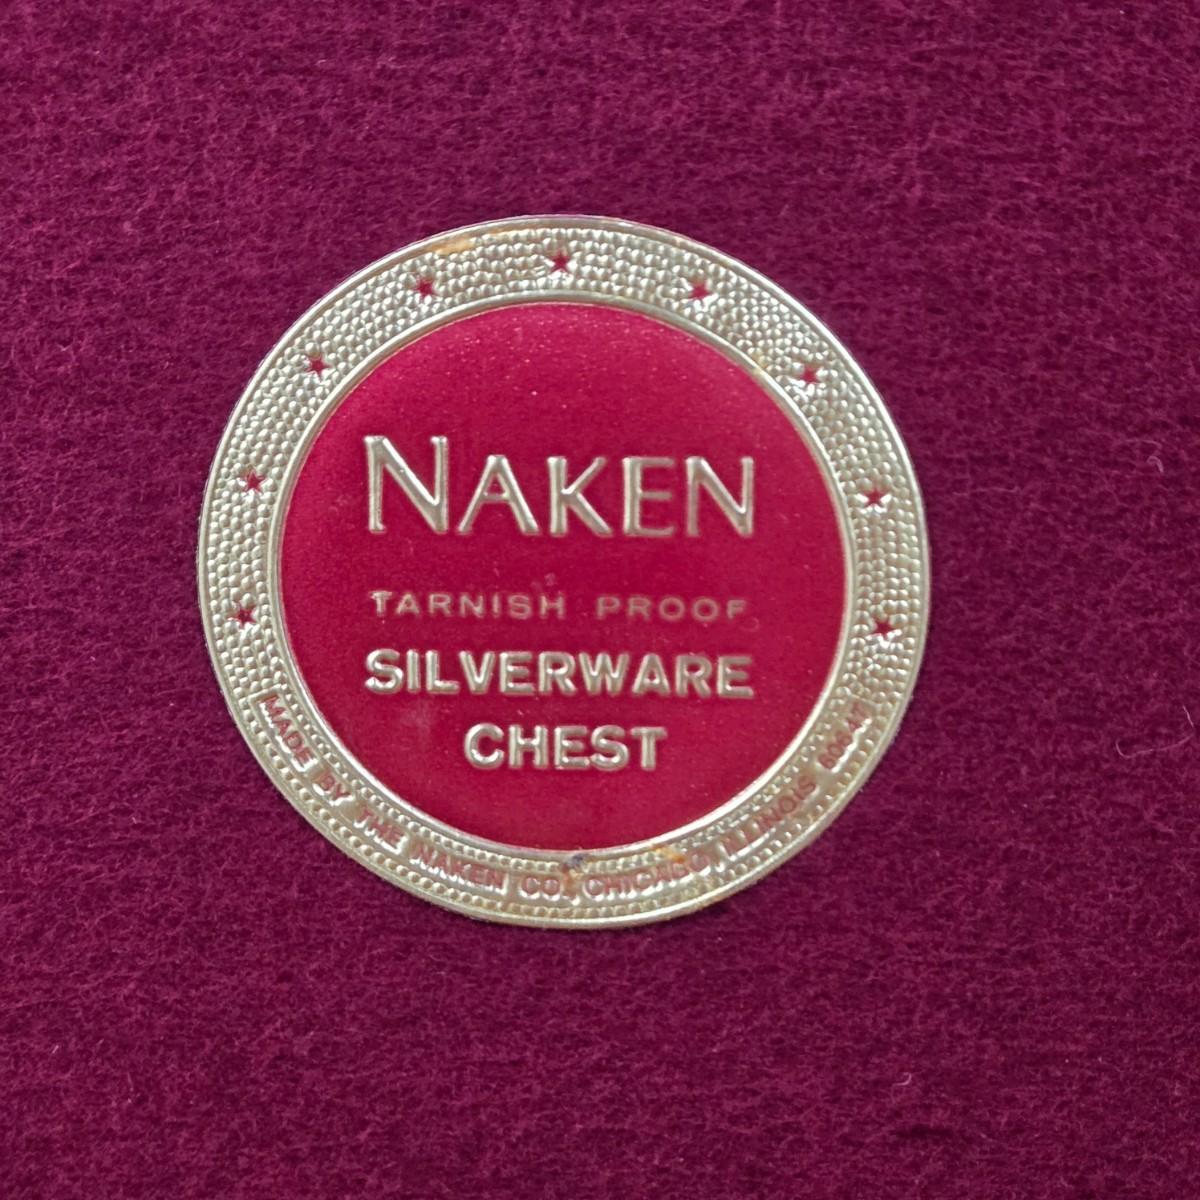 NAKEN
TARNISH PROOF
SILVERWARE
CHEST
MADE BY THE NAKEN CO., CHICAGO, ILLINOIS 60647